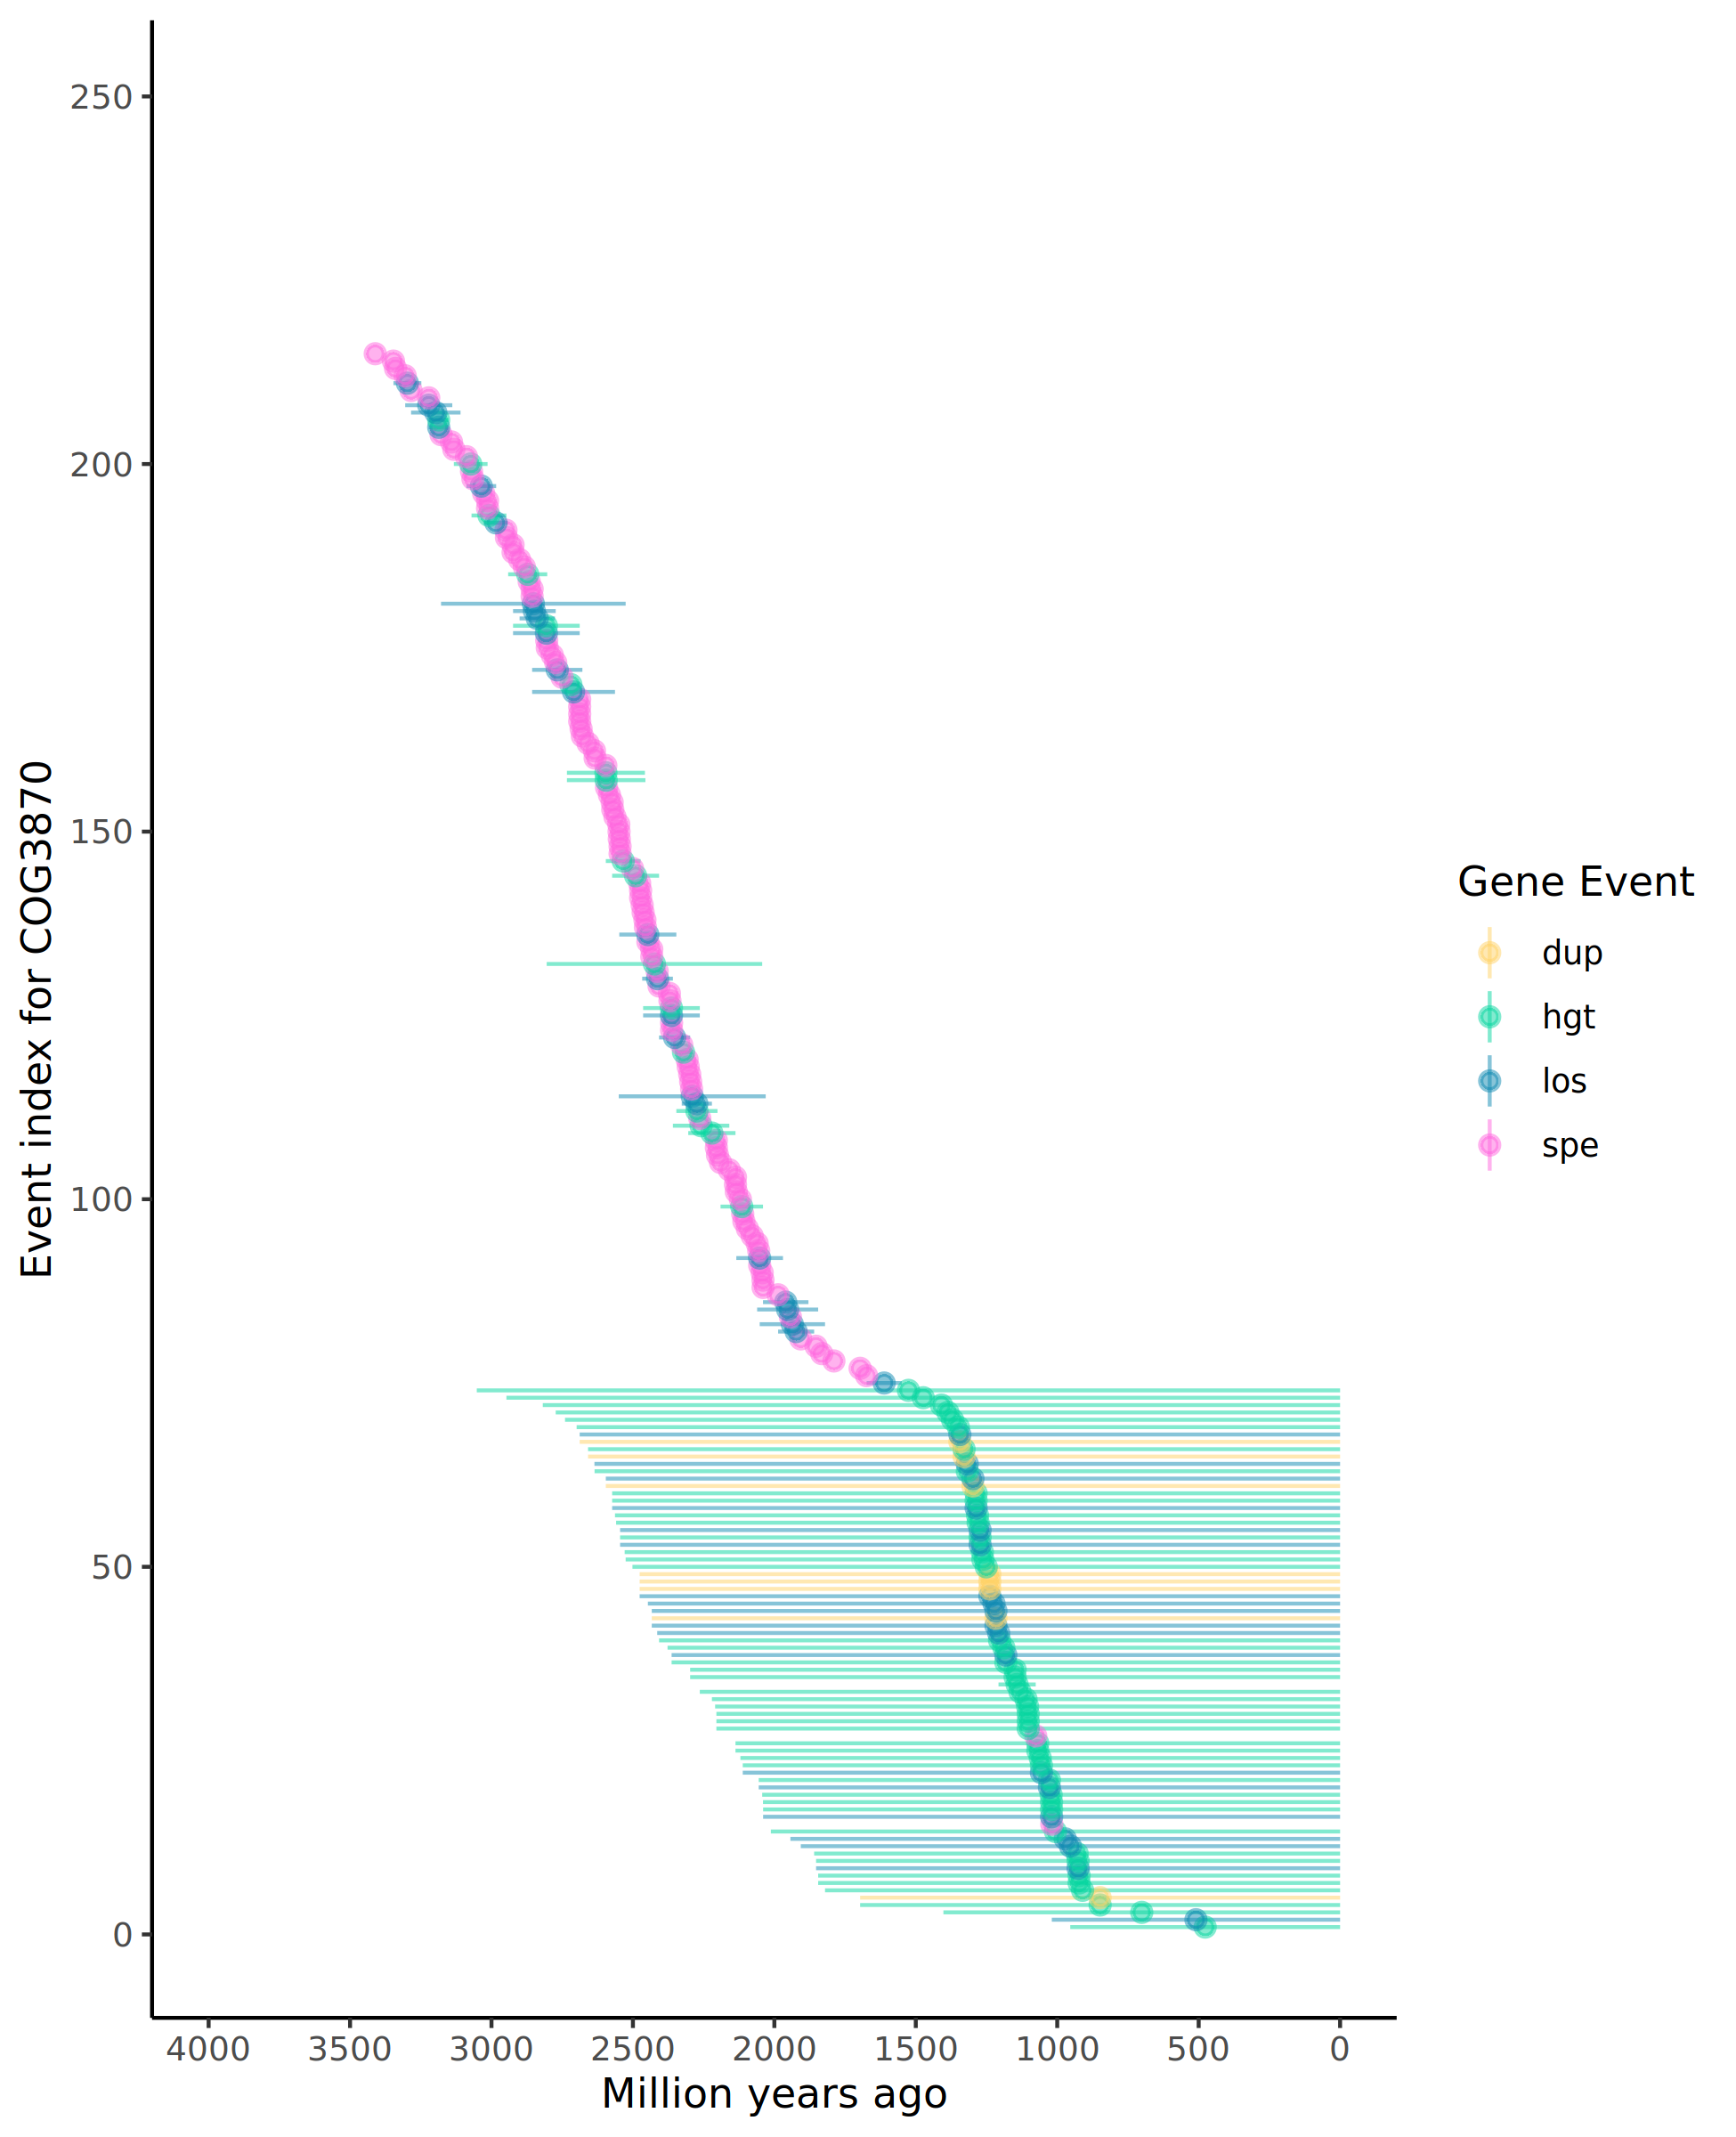 Event index for COG3870
250
200
150
100
50
0
4000 3500 3000 2500 2000 1500 1000 500 0
Million years ago
Gene Event
dup
hgt
los
spe